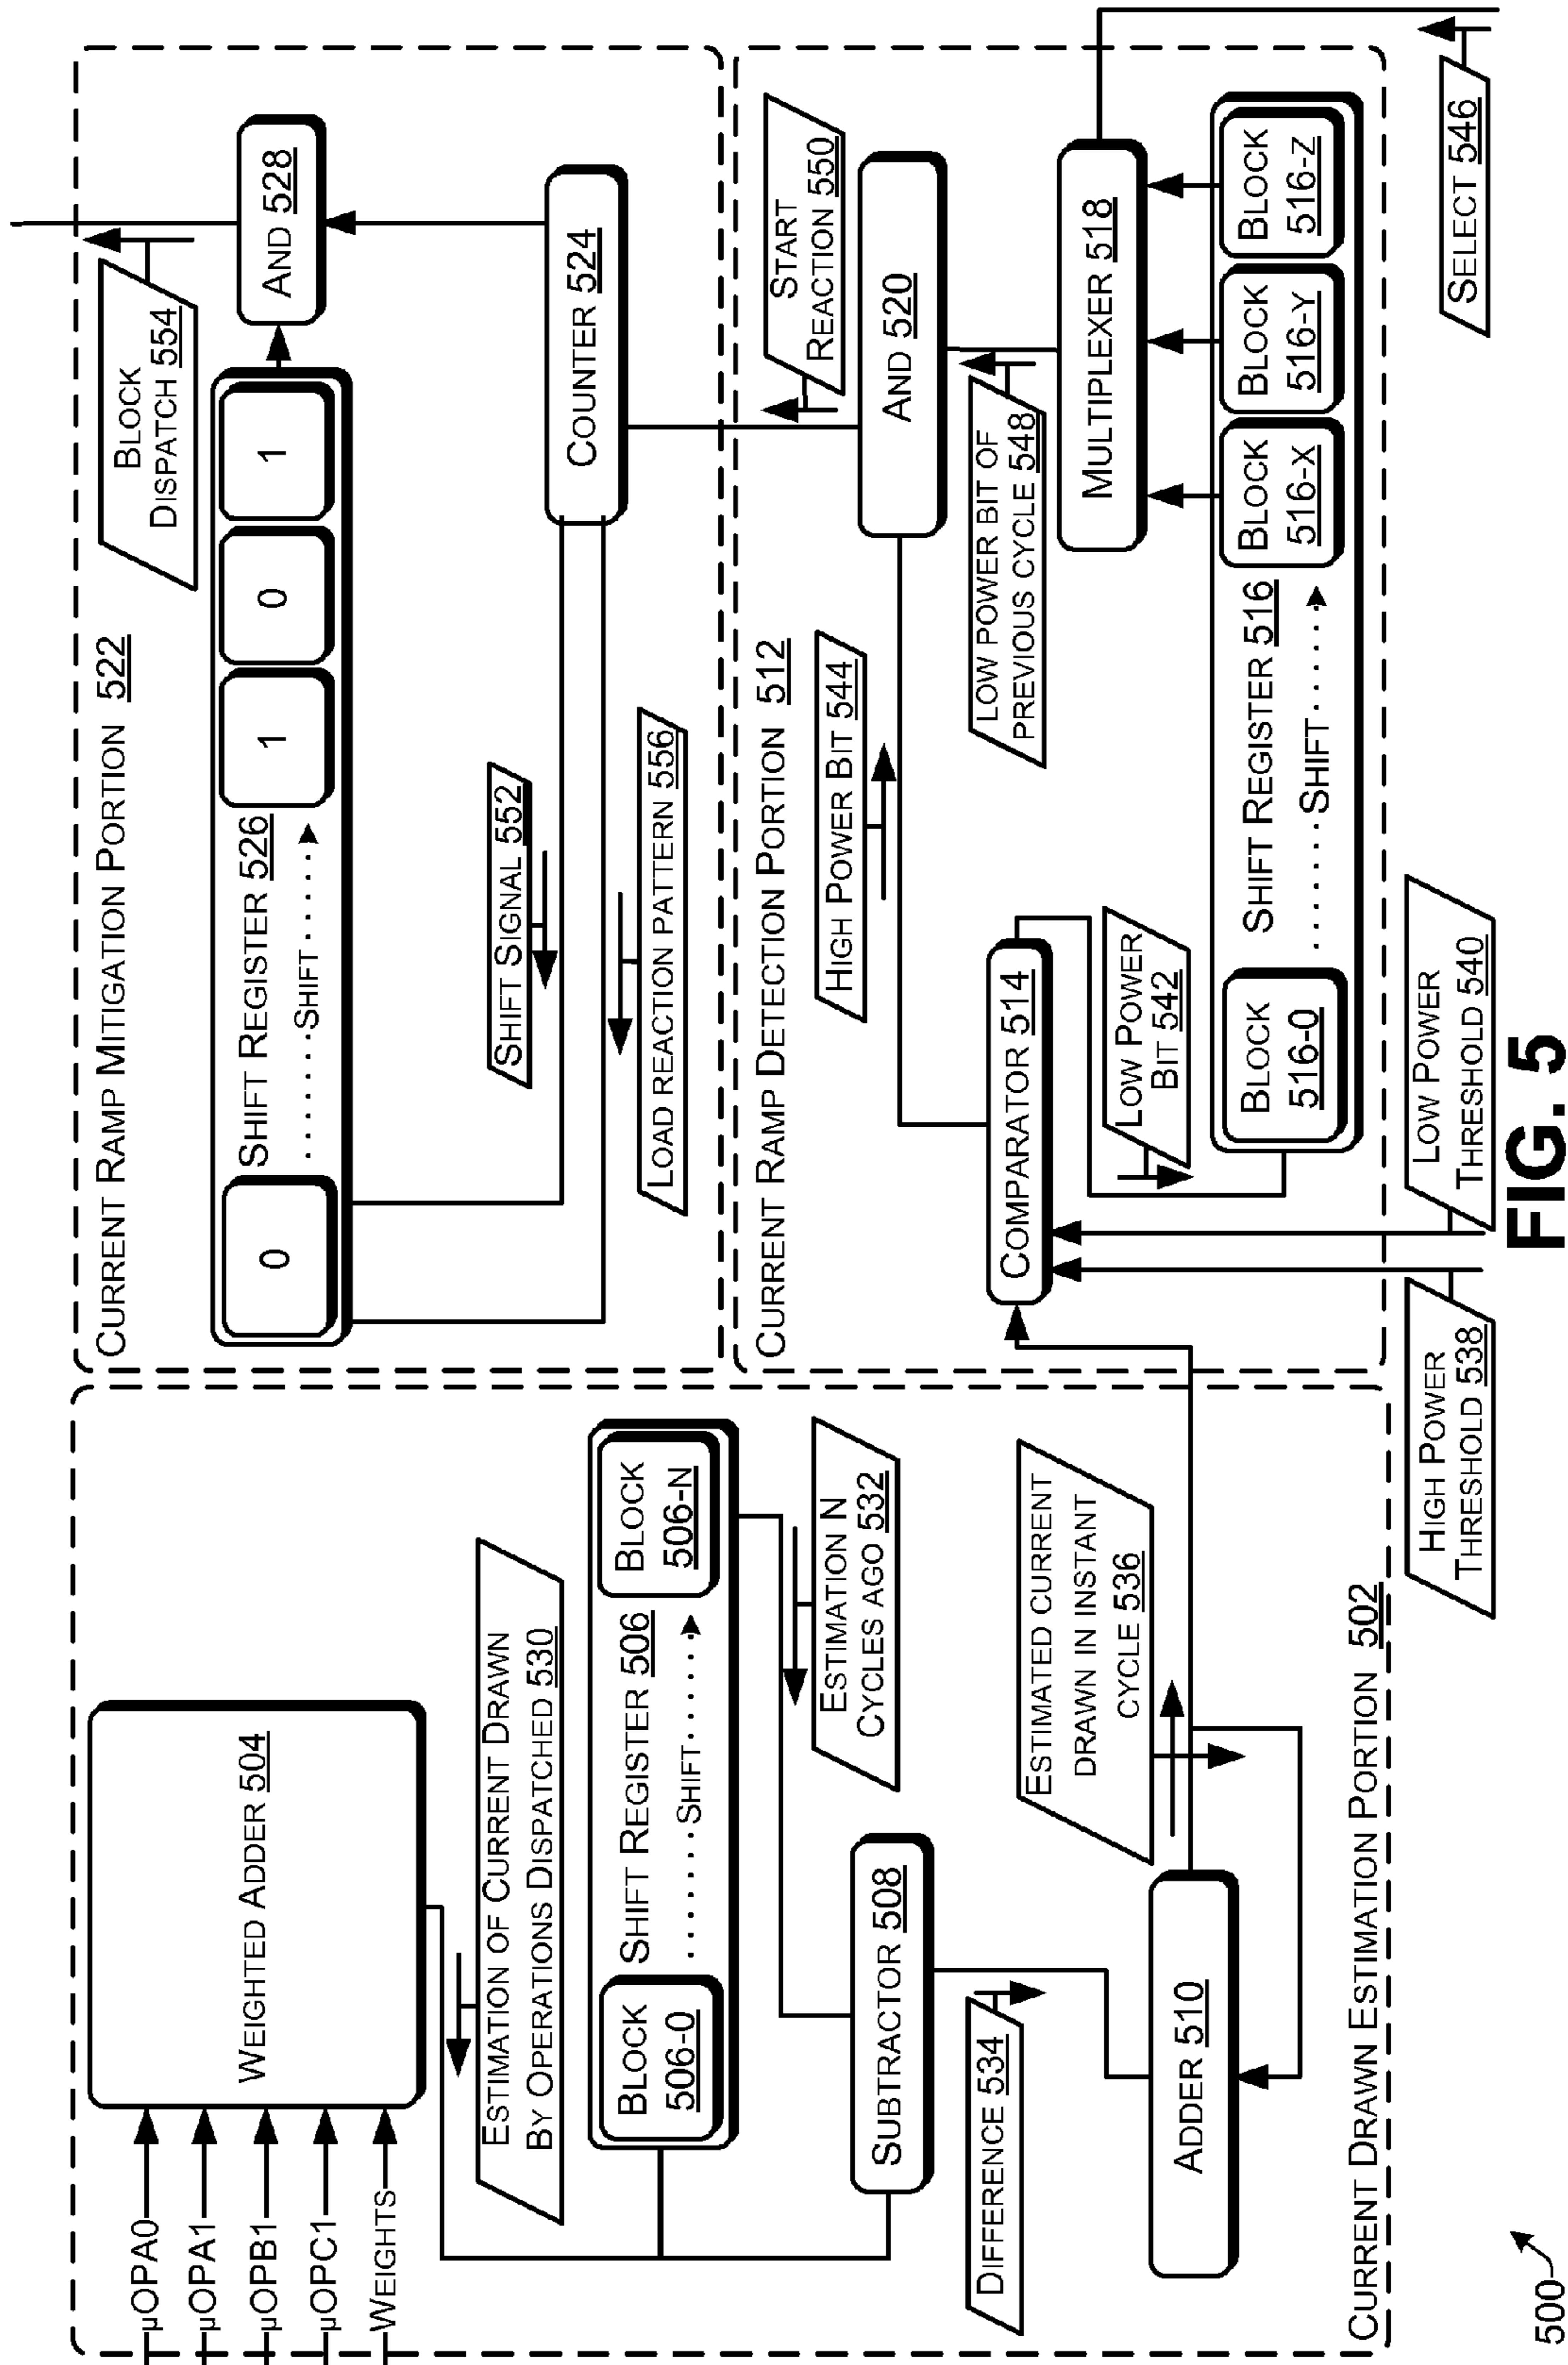 µOPA0
µOPA1
µOPB1
µOPC1
WEIGHTS
WEIGHTED ADDER 504
ESTIMATION OF CURRENT DRAWN
BY OPERATIONS DISPATCHED 530
BLOCK
506-0
SHIFT REGISTER 506
SHIFT
BLOCK
506-N
ESTIMATION N
CYCLES AGO 532
SUBTRACTOR 508
DIFFERENCE 534
ADDER 510
ESTIMATED CURRENT
DRAWN IN INSTANT
CYCLE 536
CURRENT DRAWN ESTIMATION PORTION 502
CURRENT RAMP MITIGATION PORTION 522
0
SHIFT REGISTER 526
SHIFT
1
0
1
BLOCK
DISPATCH 554
AND 528
SHIFT SIGNAL 552
LOAD REACTION PATTERN 556
COUNTER 524
CURRENT RAMP DETECTION PORTION 512
START
REACTION 550
HIGH POWER BIT 544
AND 520
LOW POWER BIT OF
PREVIOUS CYCLE 548
COMPARATOR 514
LOW POWER
BIT 542
MULTIPLEXER 518
BLOCK
516-0
SHIFT REGISTER 516
SHIFT
BLOCK
516-X
BLOCK
516-Y
BLOCK
516-Z
HIGH POWER
THRESHOLD 538
LOW POWER
THRESHOLD 540
SELECT 546
500
FIG. 5